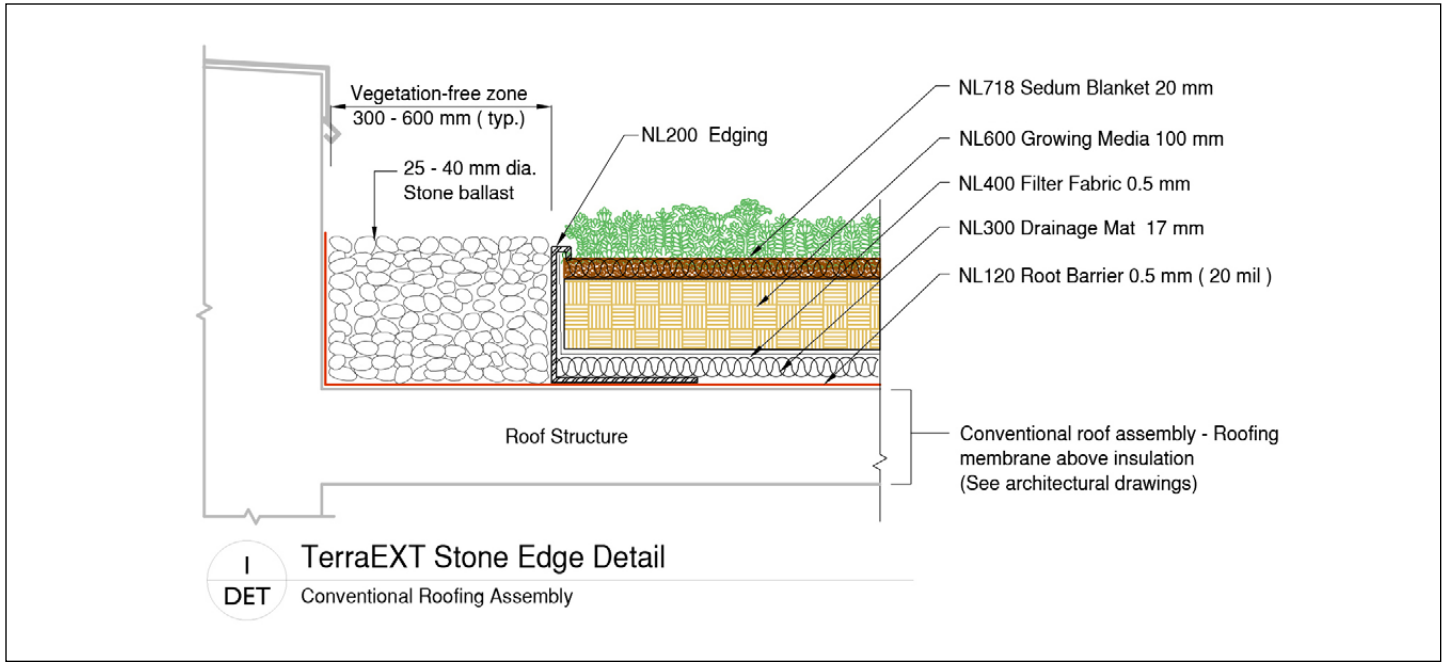 Vegetation-free zone
300 - 600 mm ( typ.)
25 - 40 mm dia.
Stone ballast
NL200 Edging
NL718 Sedum Blanket 20 mm
NL600 Growing Media 100 mm
NL400 Filter Fabric 0.5 mm
NL300 Drainage Mat 17 mm
NL120 Root Barrier 0.5 mm ( 20 mil )
Roof Structure
Conventional roof assembly - Roofing
membrane above insulation
(See architectural drawings)
I
DET
TerraEXT Stone Edge Detail
Conventional Roofing Assembly